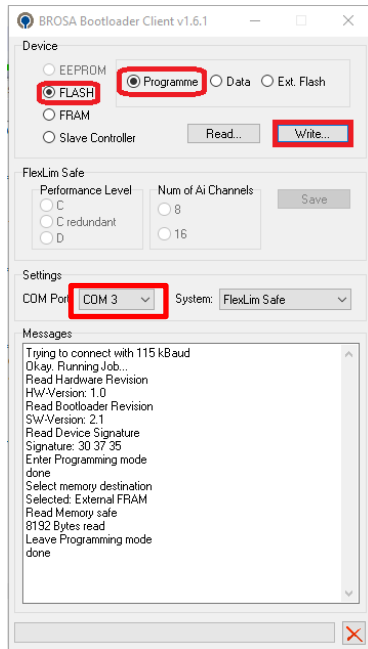 BROSA Bootloader Client v1.6.1
Device
EEPROM
FLASH
FRAM
Slave Controller
Programme Data Ext. Flash
Read... Write...
FlexLim Safe
Performance Level
C
C redundant
D
Num of Ai Channels
8
16
Save
Settings
COM Port COM 3 System: FlexLim Safe
Messages
Trying to connect with 115 kBaud
Okay. Running Job...
Read Hardware Revision
HW-Version: 1.0
Read Bootloader Revision
SW-Version: 2.1
Read Device Signature
Signature: 30 37 35
Enter Programming mode
done
Select memory destination
Selected: External FRAM
Read Memory safe
8192 Bytes read
Leave Programming mode
done